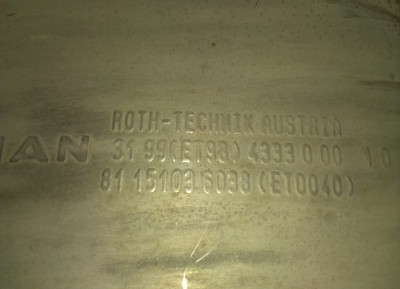 ROTH-TECHNIK AUSTRIA
MAN 31 99(ET98) 4333 0 00 1 0
81 15103 6038 (ET0040)